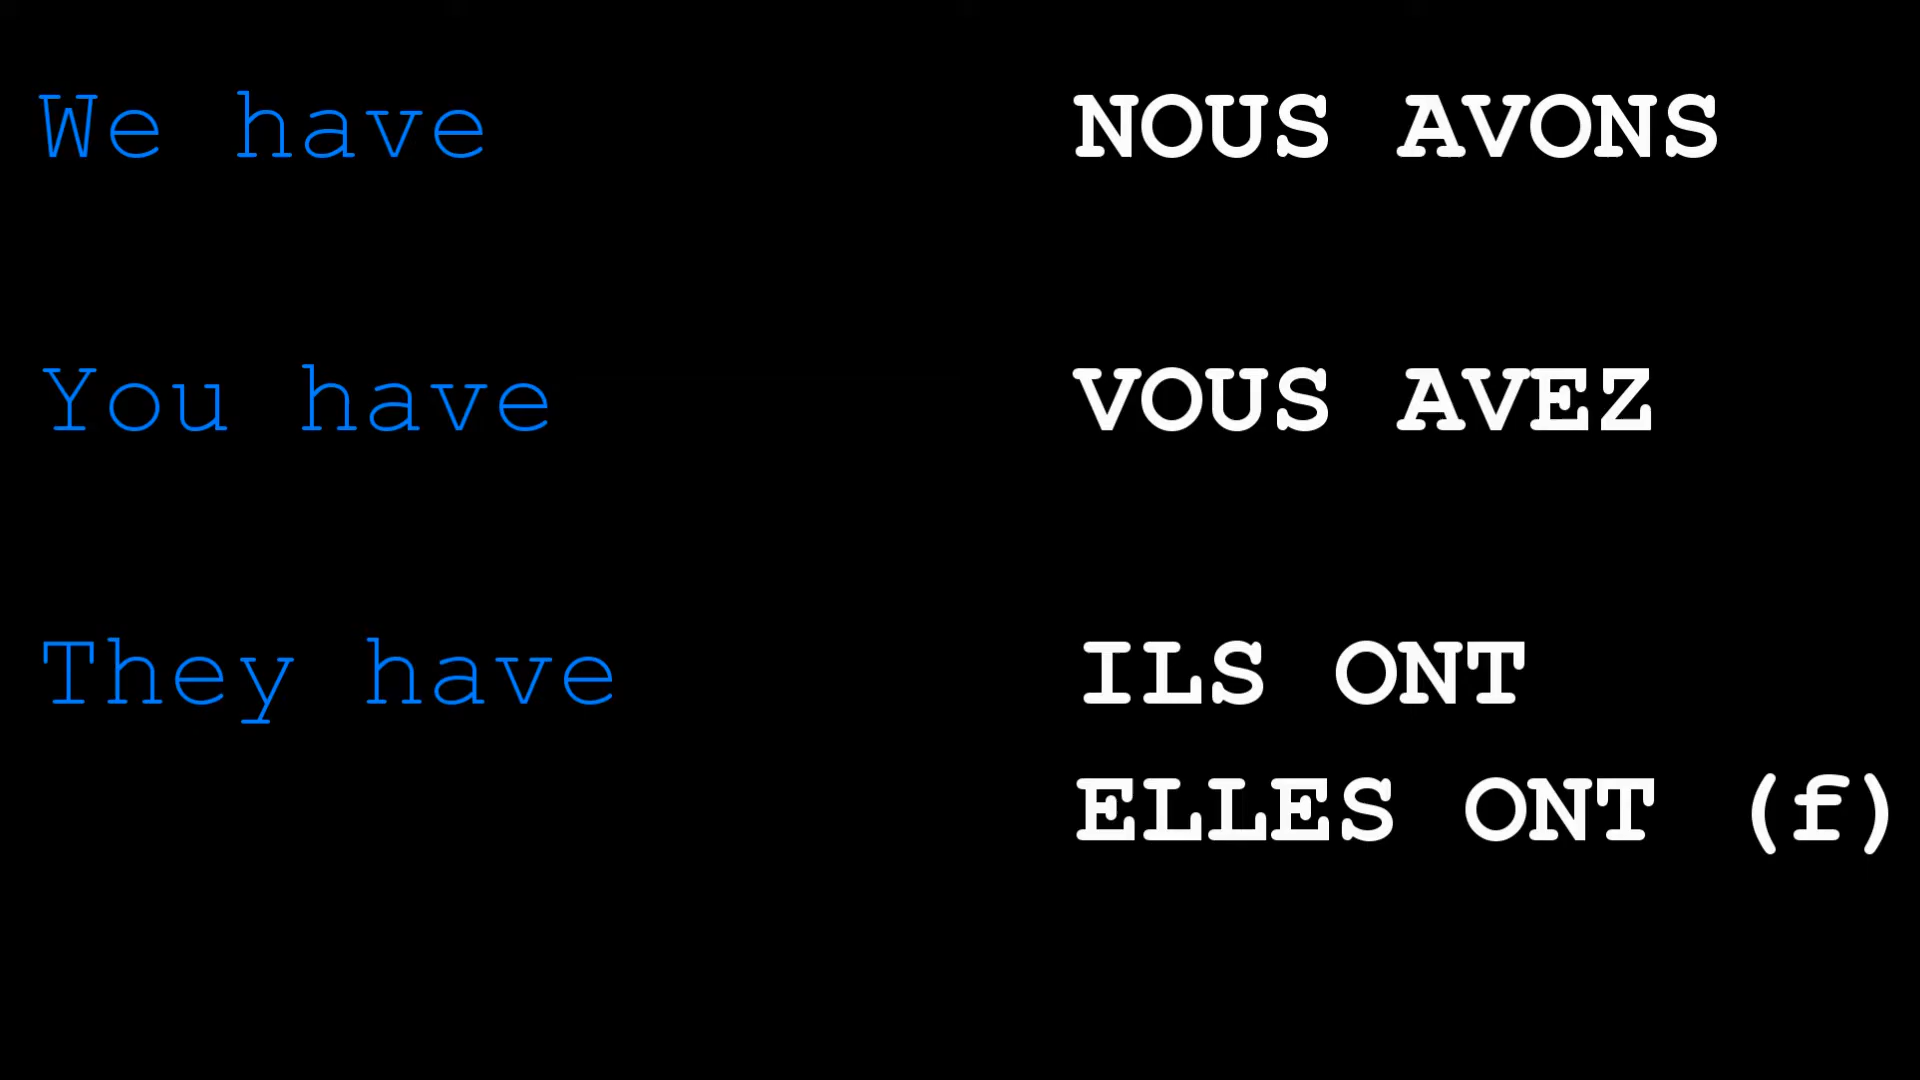 We have NOUS AVONS
You have VOUS AVEZ
They have ILS ONT
ELLES ONT (f)